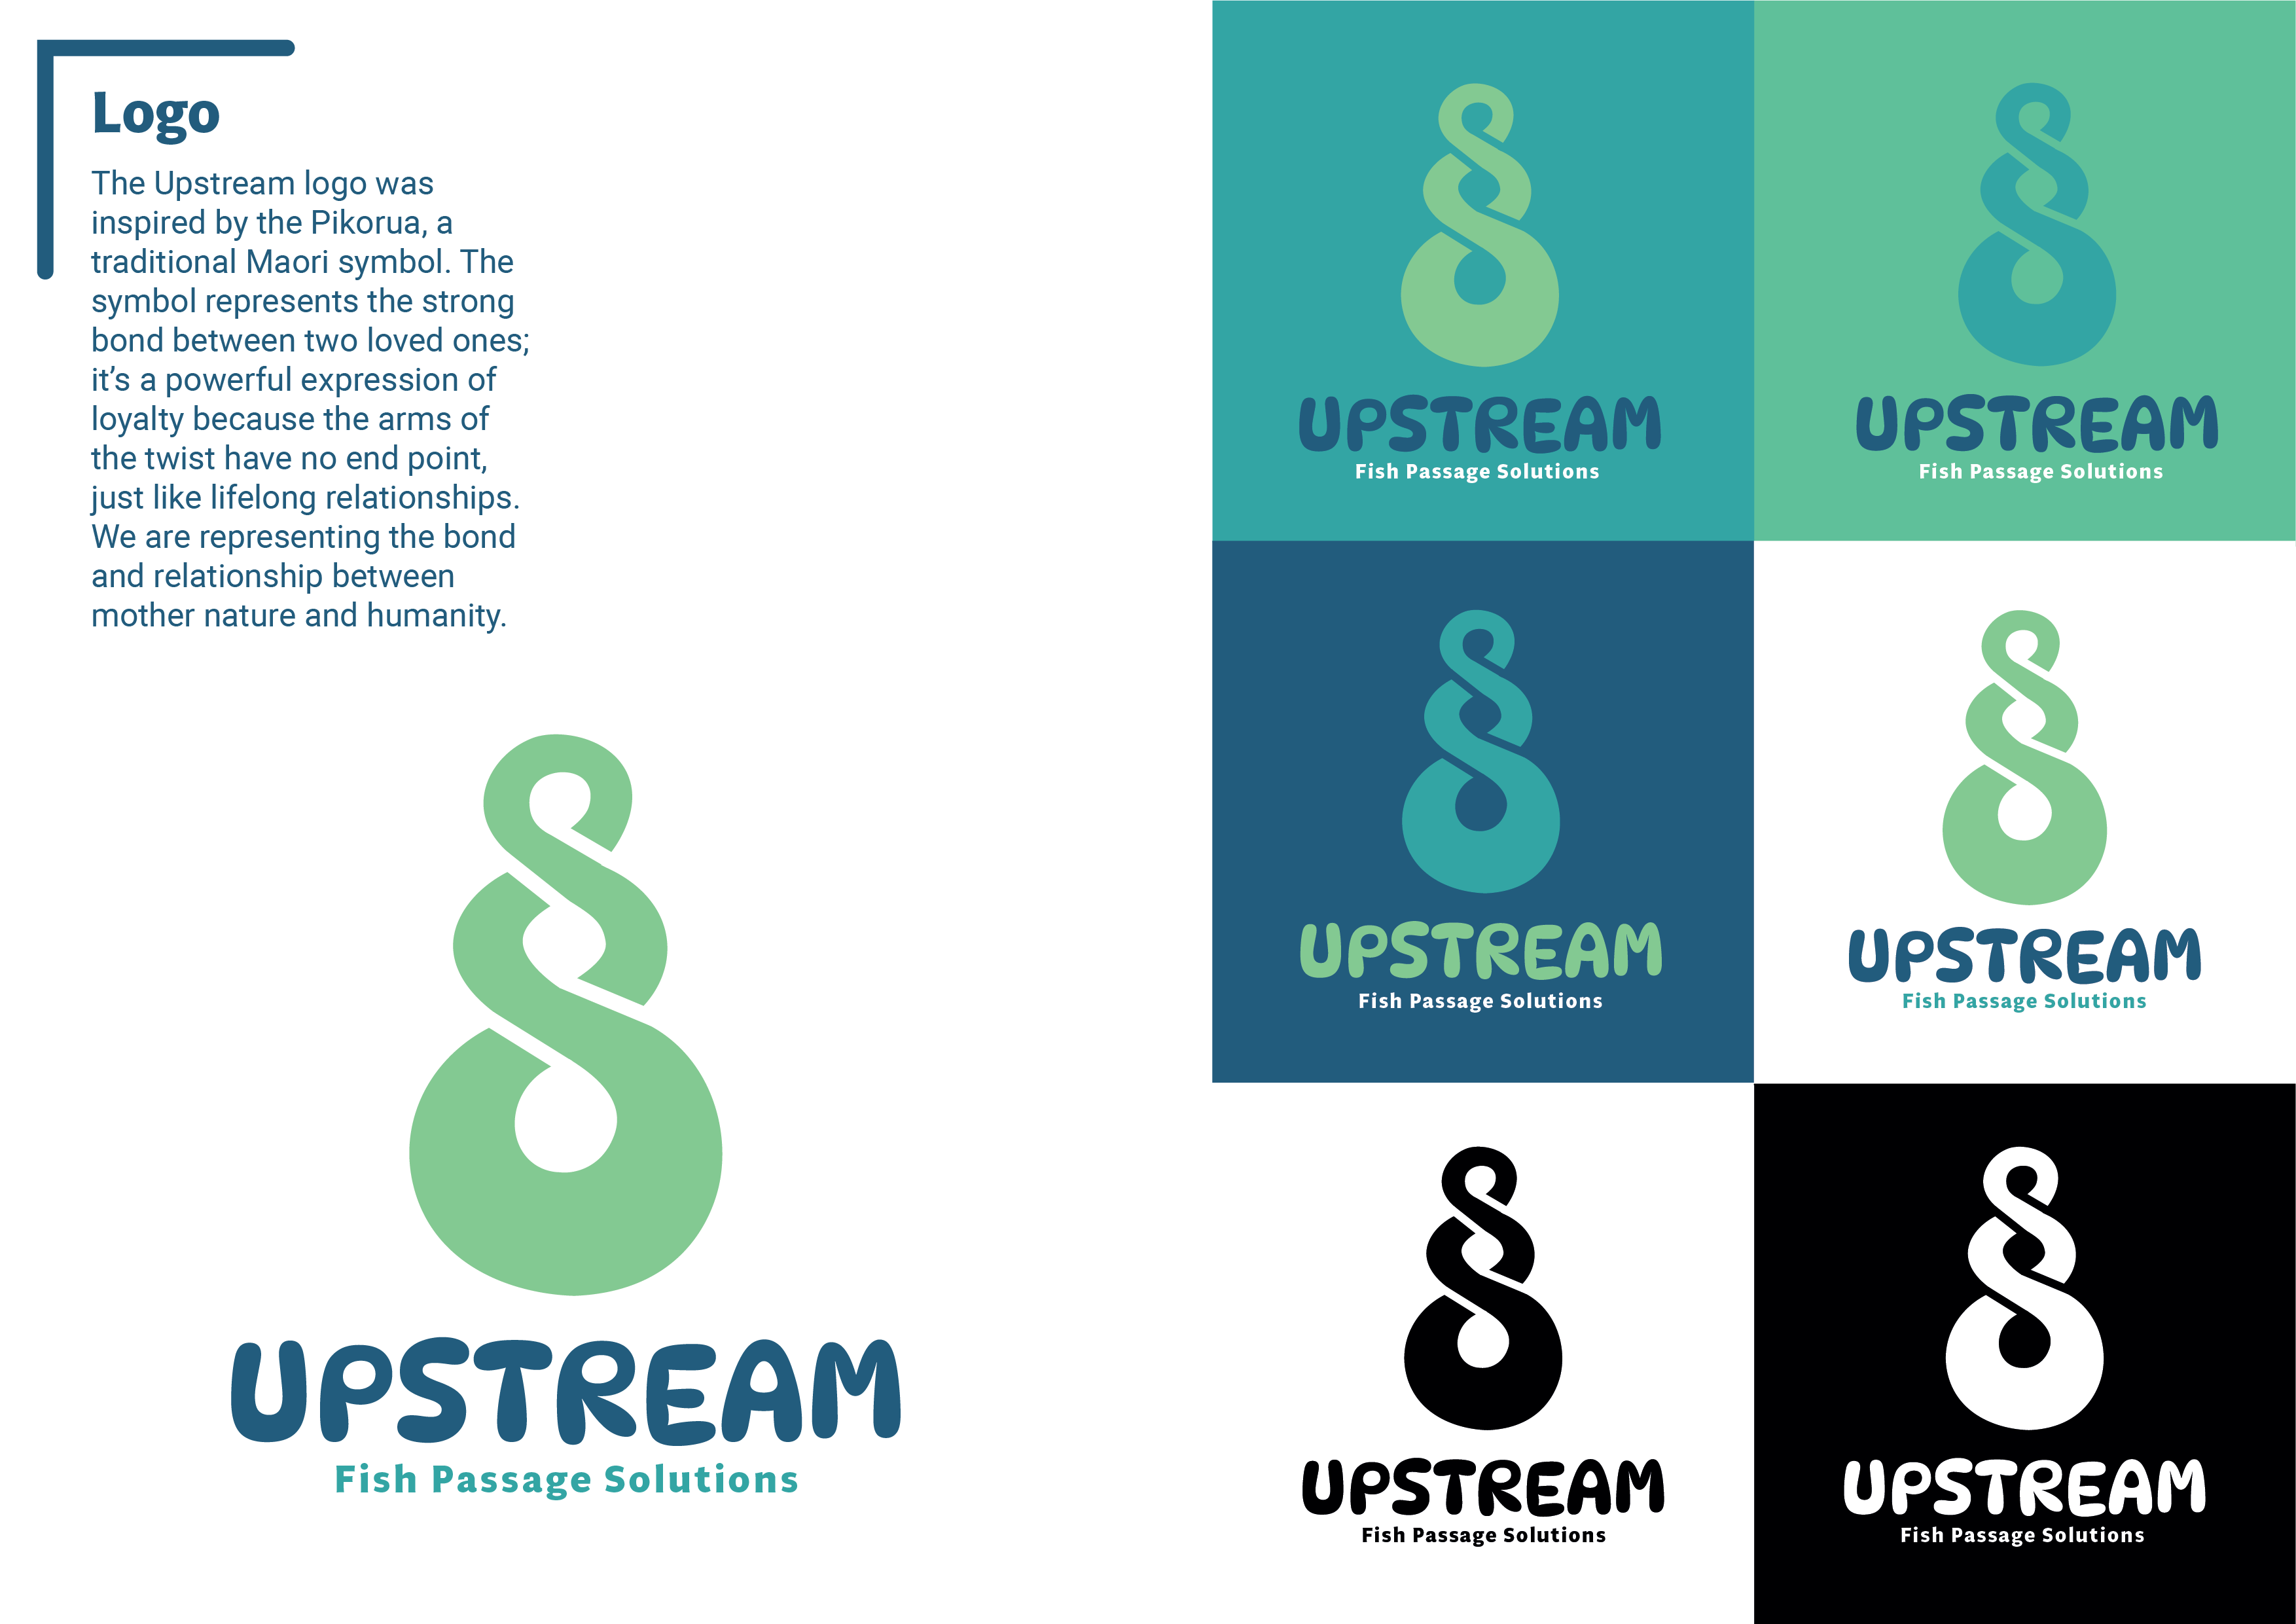 Logo
The Upstream logo was
inspired by the Pikorua, a
traditional Maori symbol. The
symbol represents the strong
bond between two loved ones;
it’s a powerful expression of
loyalty because the arms of
the twist have no end point,
just like lifelong relationships.
We are representing the bond
and relationship between
mother nature and humanity.
UPSTREAM
Fish Passage Solutions
UPSTREAM
Fish Passage Solutions
UPSTREAM
Fish Passage Solutions
UPSTREAM
Fish Passage Solutions
UPSTREAM
Fish Passage Solutions
UPSTREAM
Fish Passage Solutions
UPSTREAM
Fish Passage Solutions